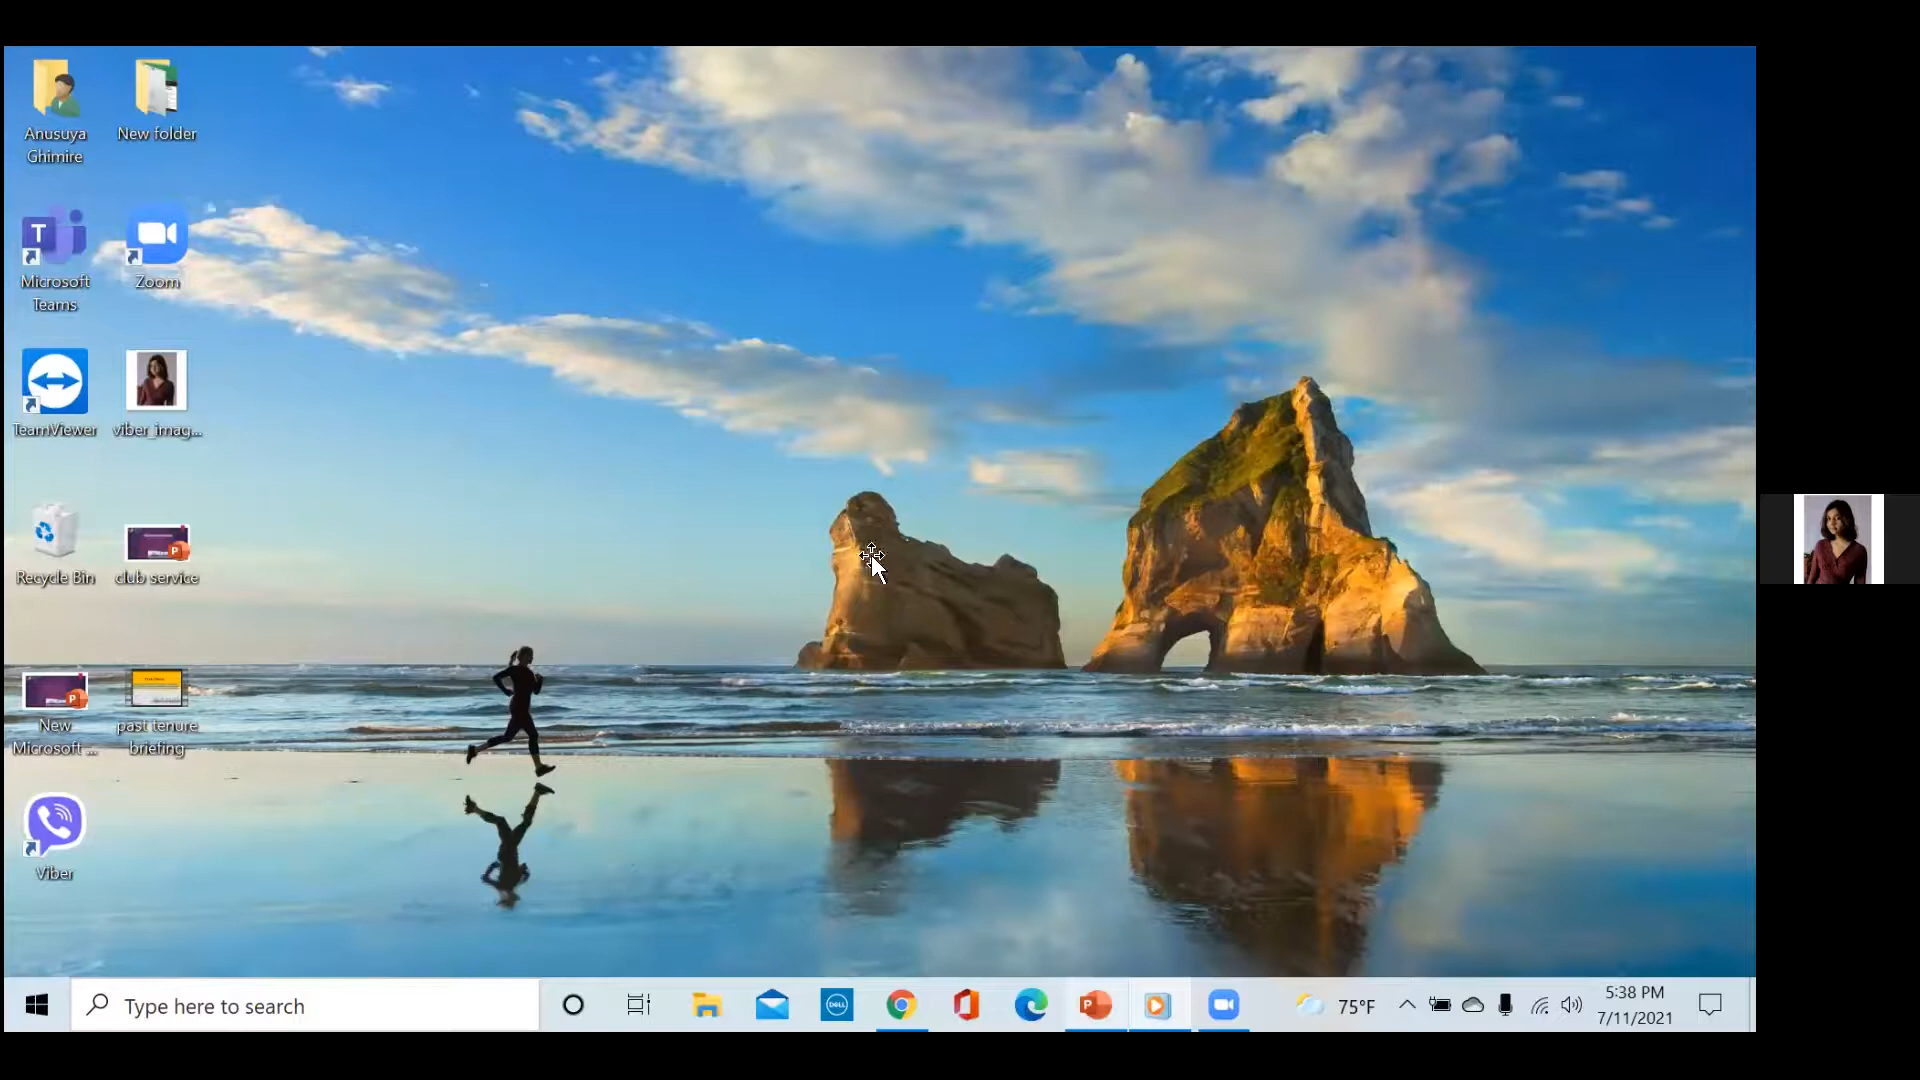 Anusuya
Ghimire
New folder
T
Microsoft
Teams
Zoom
TeamViewer
viber_imag...
Recycle Bin
P
club service
P
New
Microsoft ...
past tenure
briefing
Viber
Type here to search
DELL
P
75°F
5:38 PM
7/11/2021